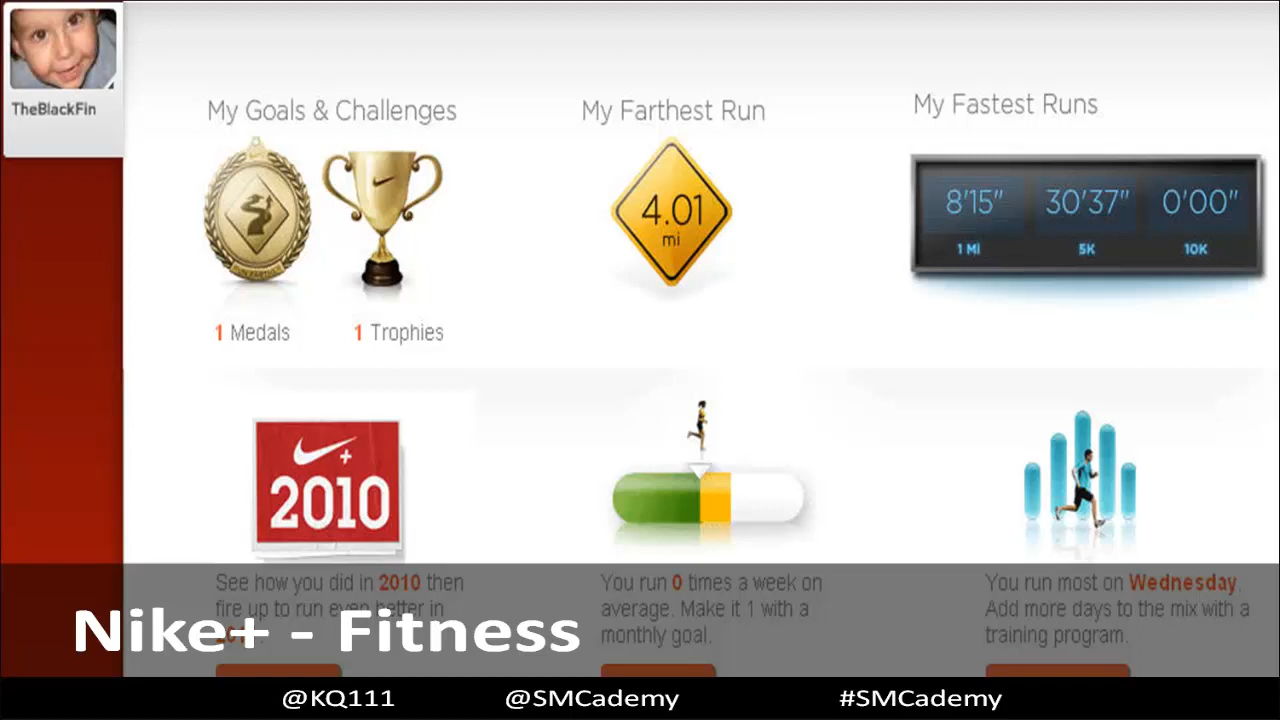 TheBlackFin
My Goals & Challenges
My Farthest Run
My Fastest Runs
4.01
mi
8'15" 30'37" 0'00"
1 Mi 5K 10K
RUN FARTHER
1 Medals 1 Trophies
2010
See how you did in 2010 then
fire up to run even better in
You run 0 times a week on
average. Make it 1 with a
monthly goal.
You run most on Wednesday.
Add more days to the mix with a
training program.
Nike+ - Fitness
@KQ111 @SMCademy #SMCademy